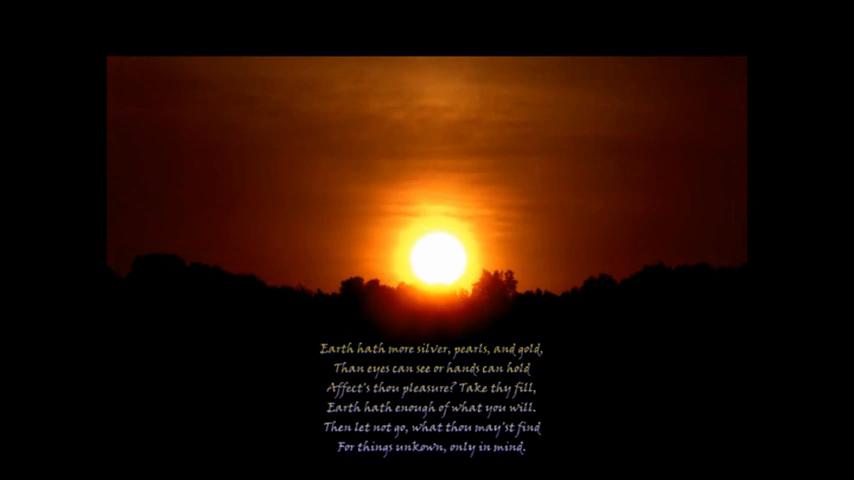 Earth hath more silver, pearls, and gold,
Than eyes can see or hands can hold
Affect's thou pleasure? Take thy fill,
Earth hath enough of what you will.
Then let not go, what thou may'st find
For things unkown, only in mind.